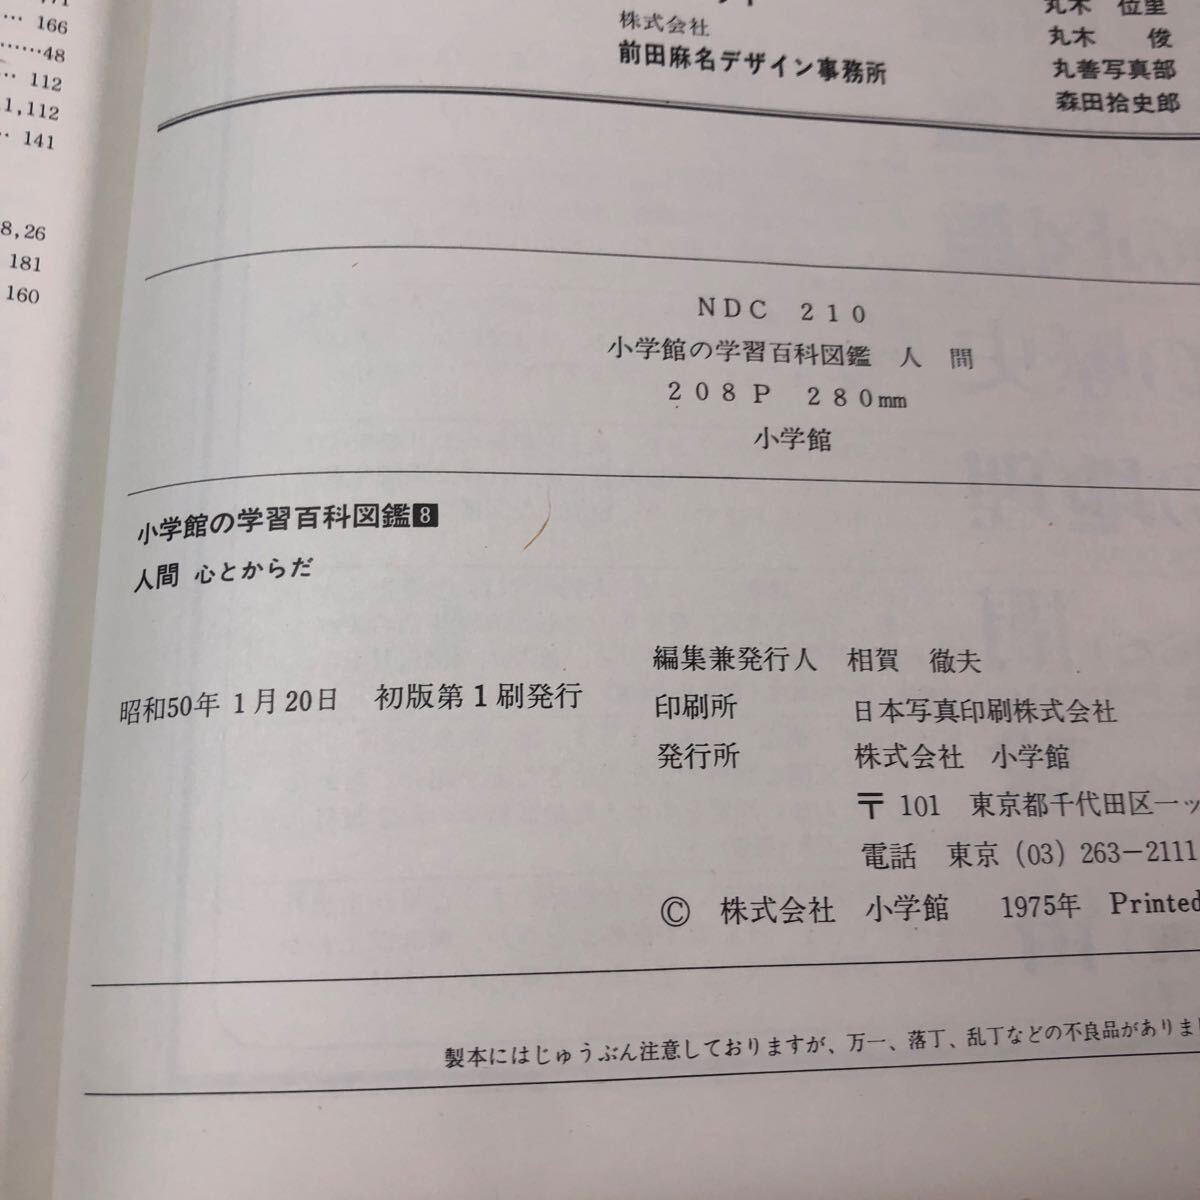 166
48
112
1,112
141
8,26
181
160
株式会社
前田麻名デザイン事務所
丸木 位里
丸木 俊
丸善写真部
森田拾史郎
NDC 210
小学館の学習百科図鑑 人 間
208P 280mm
小学館
小学館の学習百科図鑑8
人間 心とからだ
昭和50年1月20日 初版第1刷発行
編集兼発行人 相賀 徹夫
印刷所 日本写真印刷株式会社
発行所 株式会社 小学館
〒101 東京都千代田区一ッ
電話 東京(03)263−2111
© 株式会社 小学館 1975年 Printed
製本にはじゅうぶん注意しておりますが、万一、落丁、乱丁などの不良品がありまし